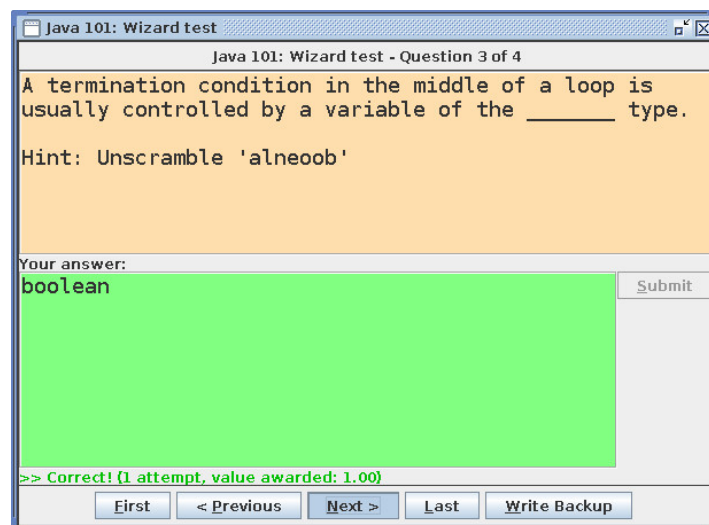 Java 101: Wizard test
Java 101: Wizard test - Question 3 of 4
A termination condition in the middle of a loop is
usually controlled by a variable of the _______ type.
Hint: Unscramble 'alneoob'
Your answer:
boolean
Submit
>> Correct! (1 attempt, value awarded: 1.00)
First < Previous Next > Last Write Backup